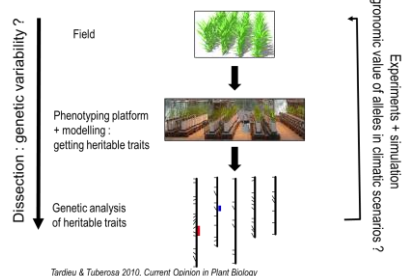 Dissection : genetic variability ?
Field
Phenotyping platform
+ modelling :
getting heritable traits
Genetic analysis
of heritable traits
Experiments + simulation
gronomic value of alleles in climatic scenarios ?
Tardieu & Tuberosa 2010, Current Opinion in Plant Biology